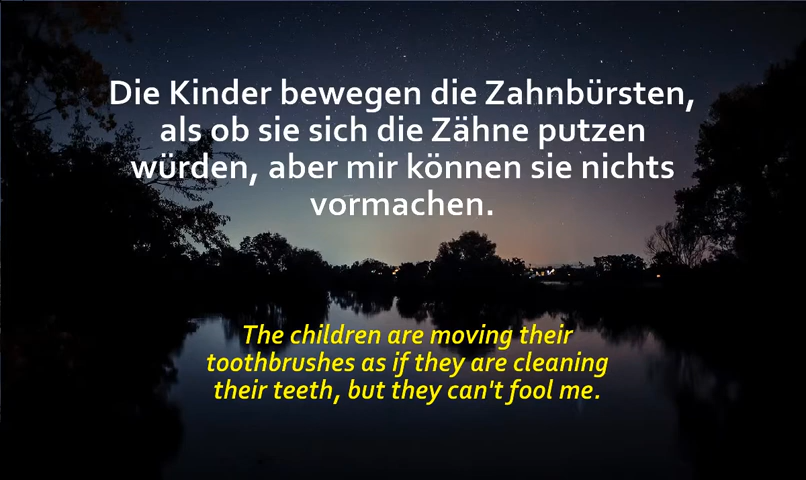 Die Kinder bewegen die Zahnbürsten,
als ob sie sich die Zähne putzen
würden, aber mir können sie nichts
vormachen.
The children are moving their
toothbrushes as if they are cleaning
their teeth, but they can't fool me.